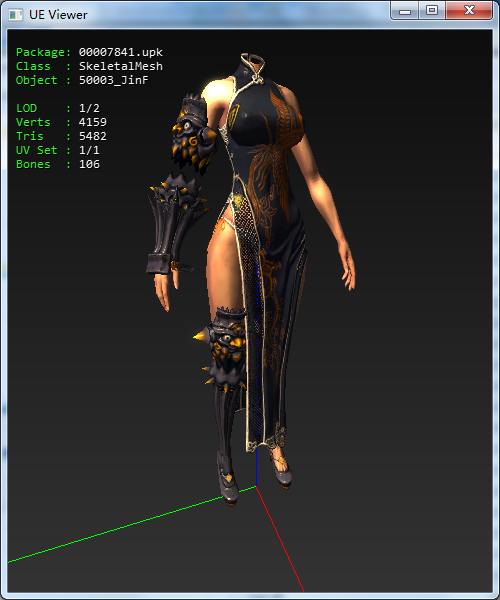 UE Viewer
Package: 00007841.upk
Class : SkeletalMesh
Object : 50003_JinF
LOD : 1/2
Verts : 4159
Tris : 5482
UV Set : 1/1
Bones : 106